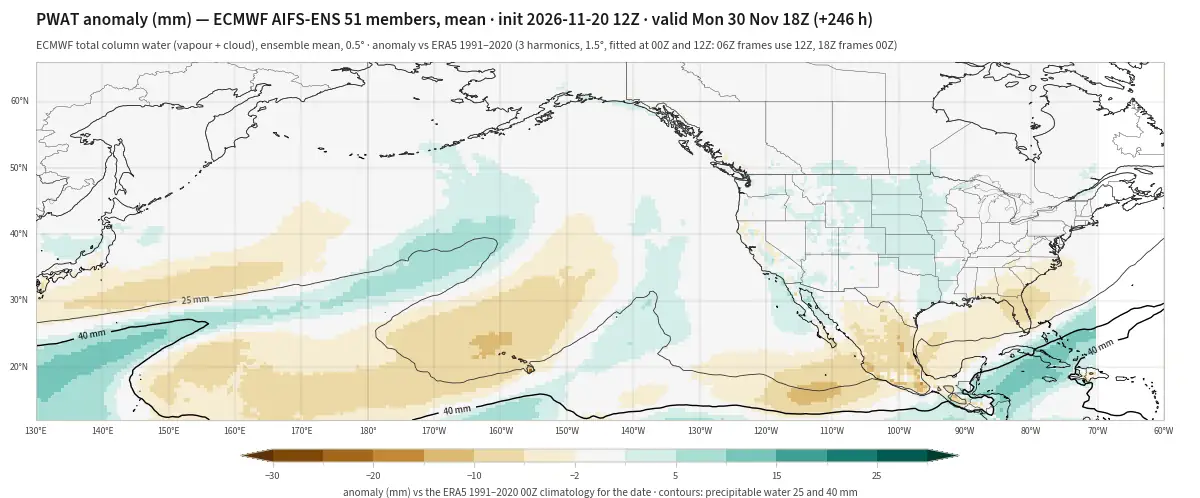 PWAT anomaly (mm) — ECMWF AIFS-ENS 51 members, mean · init 2026-11-20 12Z · valid Mon 30 Nov 18Z (+246 h)
ECMWF total column water (vapour + cloud), ensemble mean, 0.5° · anomaly vs ERA5 1991–2020 (3 harmonics, 1.5°, fitted at 00Z and 12Z: 06Z frames use 12Z, 18Z frames 00Z)
60°N
50°N
40°N
30°N
20°N
25 mm
40 mm
40 mm
40 mm
130°E 140°E 150°E 160°E 170°E 180° 170°W 160°W 150°W 140°W 130°W 120°W 110°W 100°W 90°W 80°W 70°W 60°W
−30 −20 −10 −2 5 15 25
anomaly (mm) vs the ERA5 1991–2020 00Z climatology for the date · contours: precipitable water 25 and 40 mm